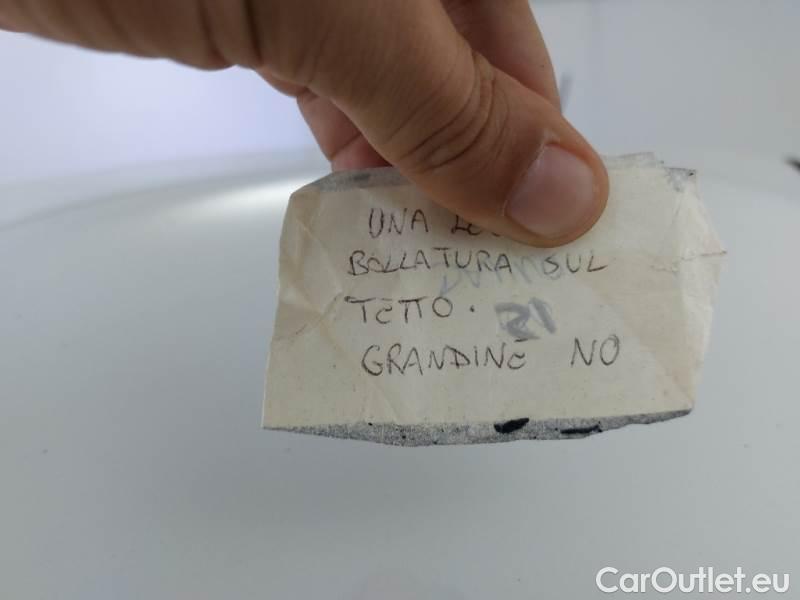 UNA
BOLLATURA SUL
TETTO.
GRANDINE NO
CarOutlet.eu